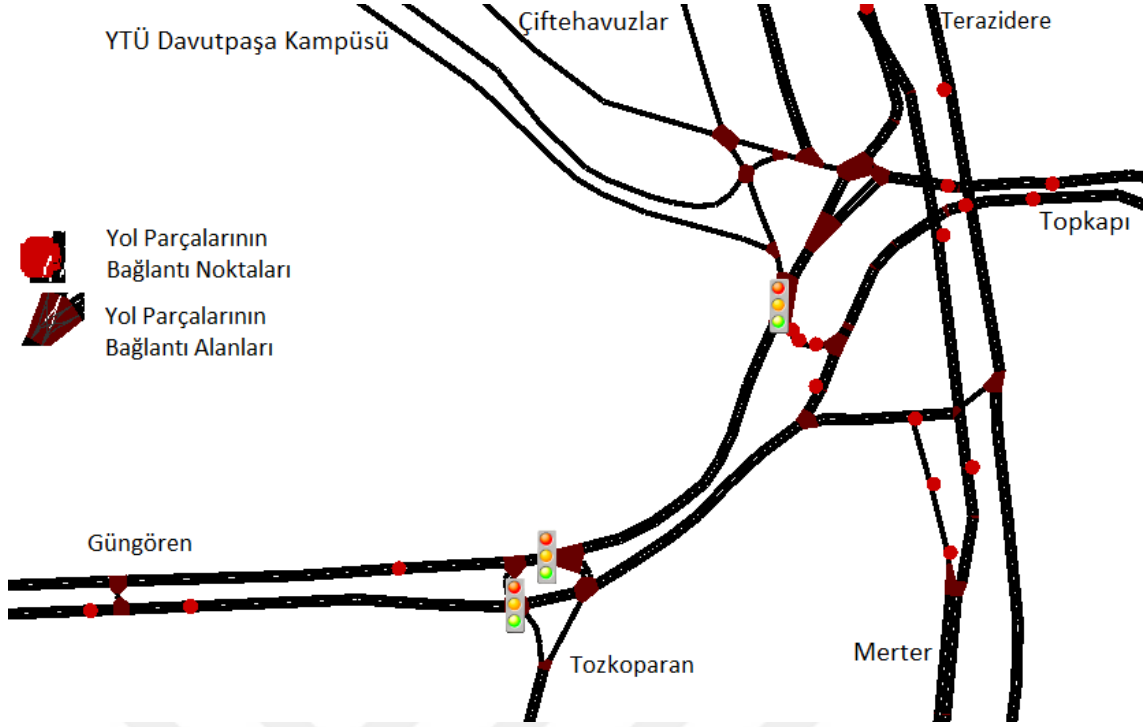 YTÜ Davutpaşa Kampüsü
Çiftehavuzlar
Terazidere
Topkapı
Yol Parçalarının
Bağlantı Noktaları
Yol Parçalarının
Bağlantı Alanları
Güngören
Tozkoparan
Merter